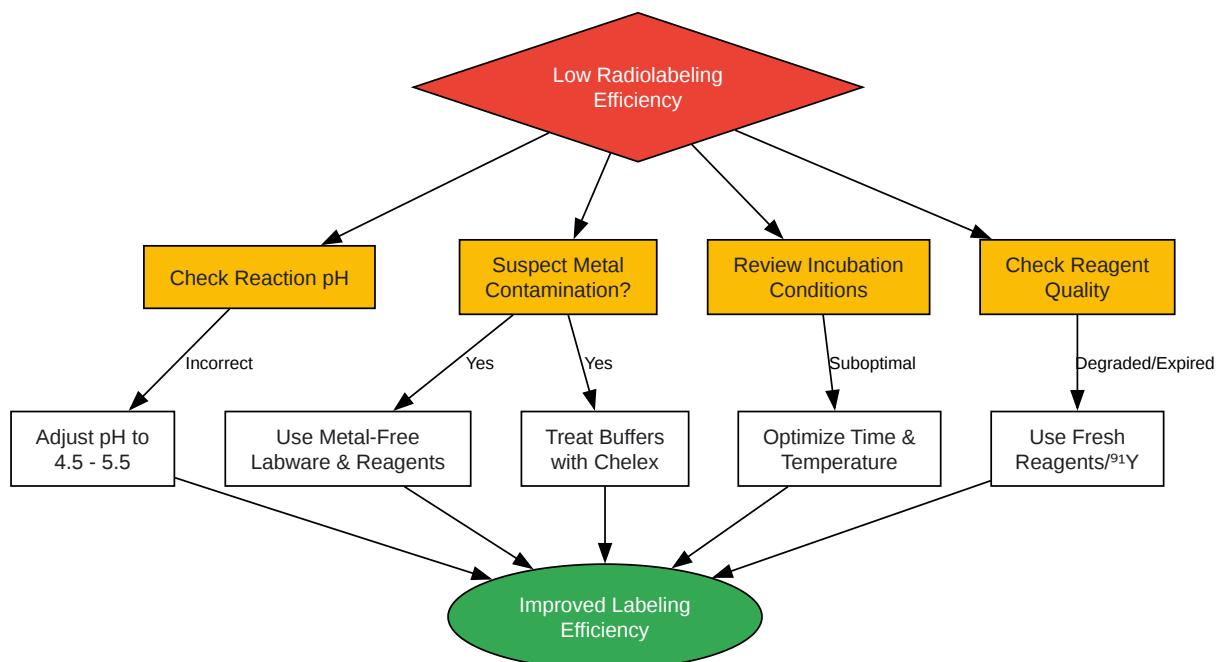 Low Radiolabeling
Efficiency
Check Reaction pH
Suspect Metal
Contamination?
Review Incubation
Conditions
Check Reagent
Quality
Incorrect
Yes
Yes
Suboptimal
Degraded/Expired
Adjust pH to
4.5 - 5.5
Use Metal-Free
Labware & Reagents
Treat Buffers
with Chelex
Optimize Time &
Temperature
Use Fresh
Reagents/⁹¹Y
Improved Labeling
Efficiency